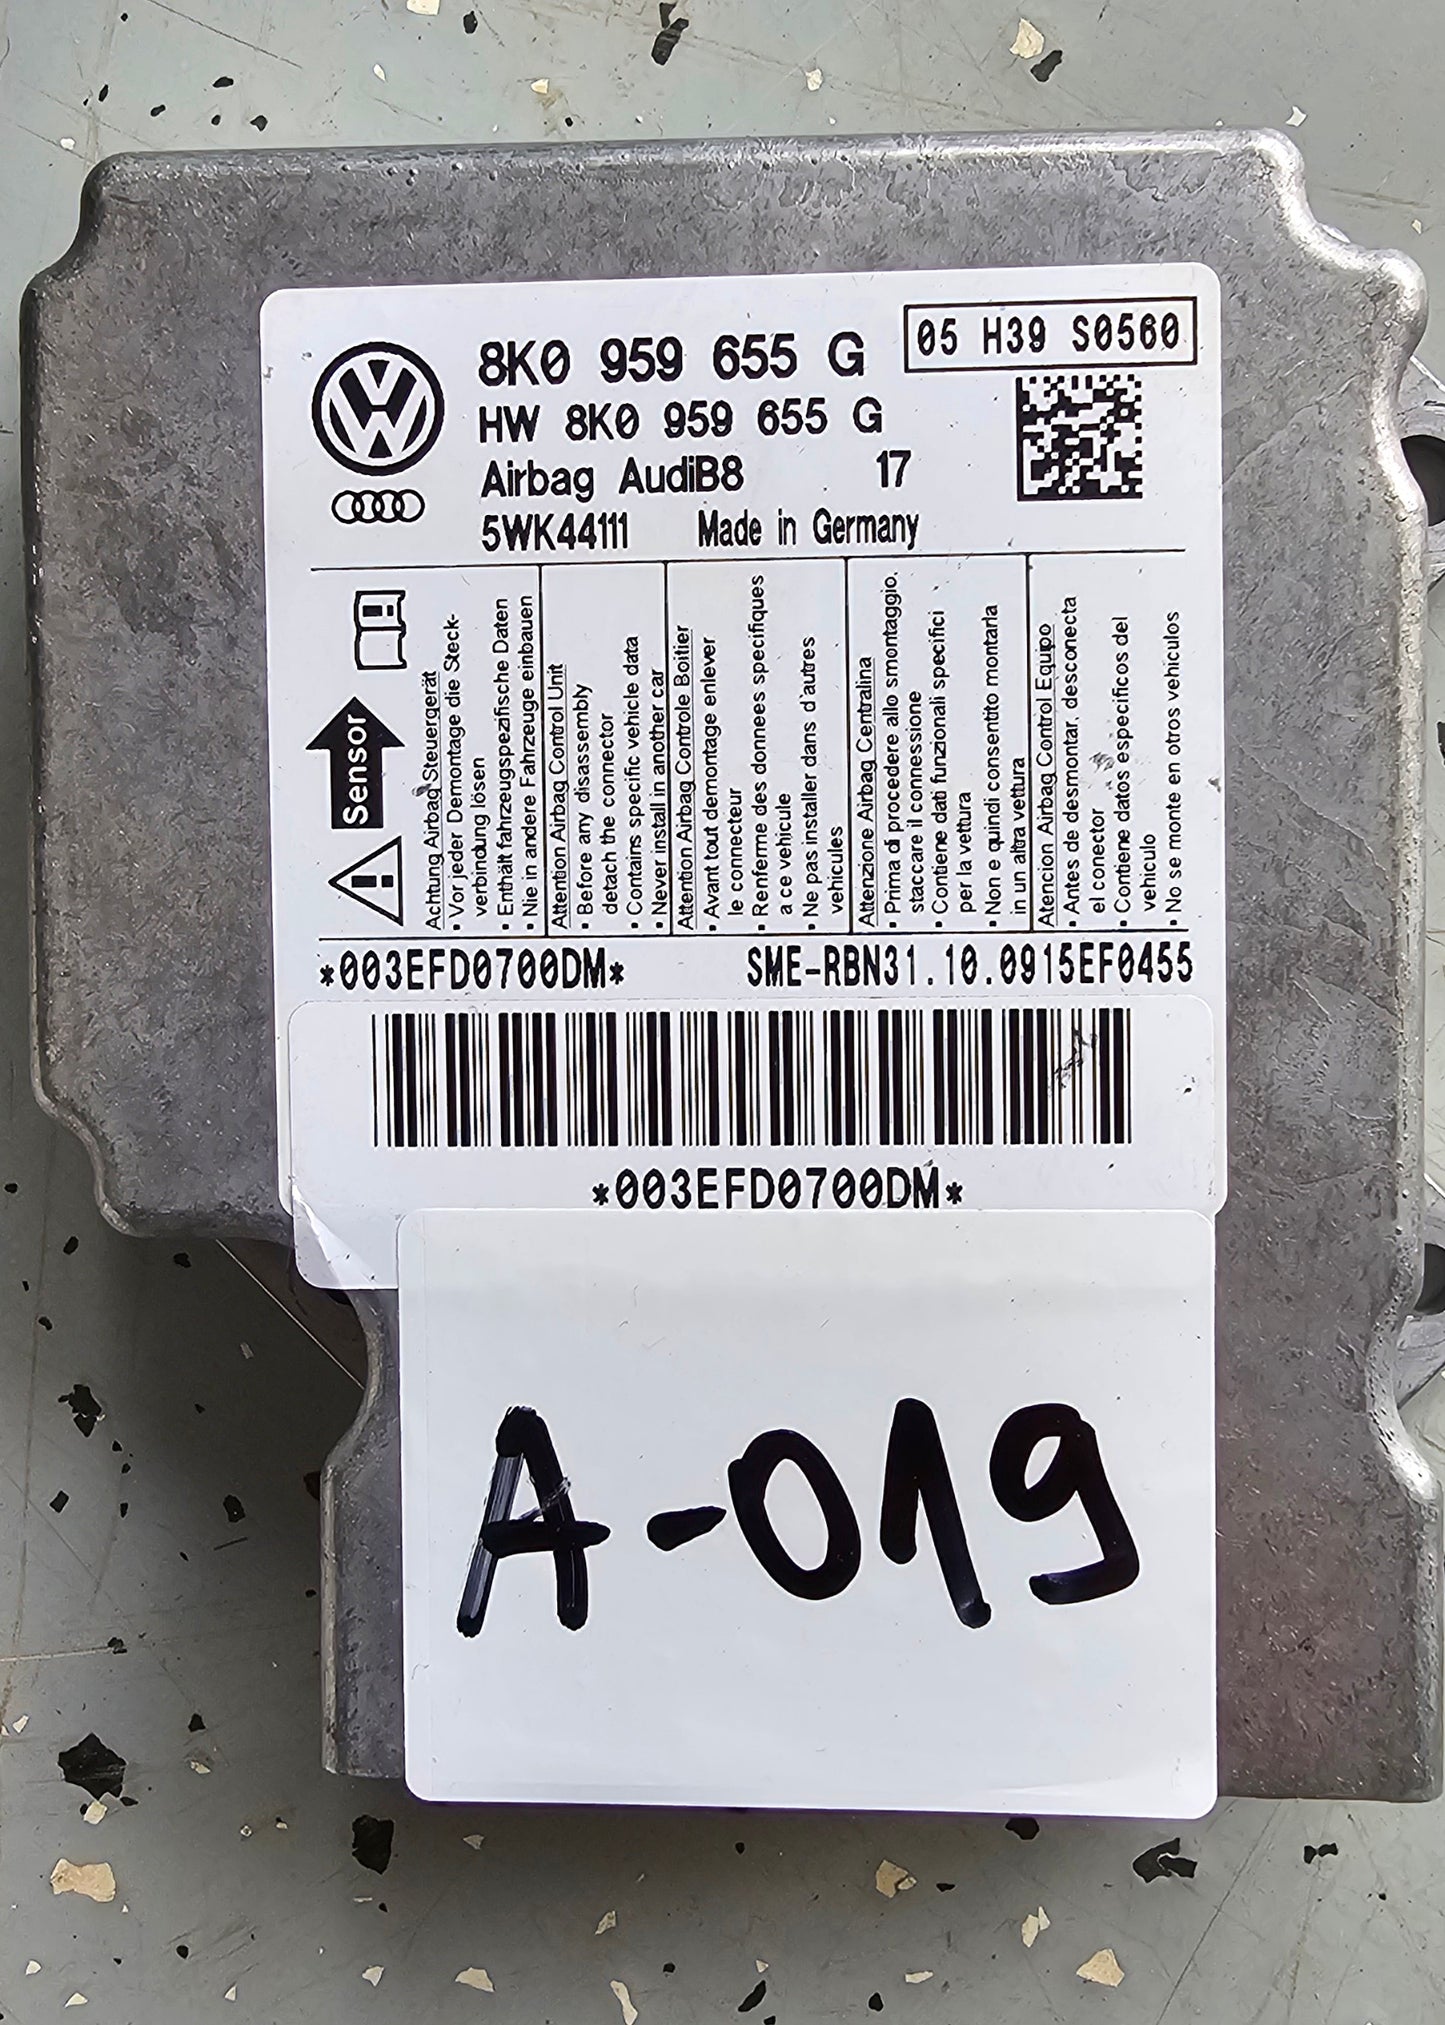 8K0 959 655 G
05 H39 S0560
HW 8K0 959 655 G
Airbag AudiB8 17
5WK44111 Made in Germany
Sensor
Achtung Airbag Steuergerät
• Vor jeder Demontage die Steck-
verbindung lösen
• Enthält fahrzeugspezifische Daten
• Nie in andere Fahrzeuge einbauen
Attention Airbag Control Unit
• Before any disassembly
detach the connector
• Contains specific vehicle data
• Never install in another car
Attention Airbag Controle Boitier
• Avant tout demontage enlever
le connecteur
• Renferme des donnees specifiques
a ce vehicule
• Ne pas installer dans d`autres
vehicules
Attenzione Airbag Centralina
• Prima di procedere allo smontaggio,
staccare il connessione
• Contiene dati funzionali specifici
per la vettura
• Non e quindi consentito montarla
in un altra vettura
Atencion Airbag Control Equipo
• Antes de desmontar, desconecta
el conector
• Contiene datos especificos del
vehiculo
• No se monte en otros vehiculos
*003EFD0700DM* SME-RBN31.10.0915EF0455
*003EFD0700DM*
A-019